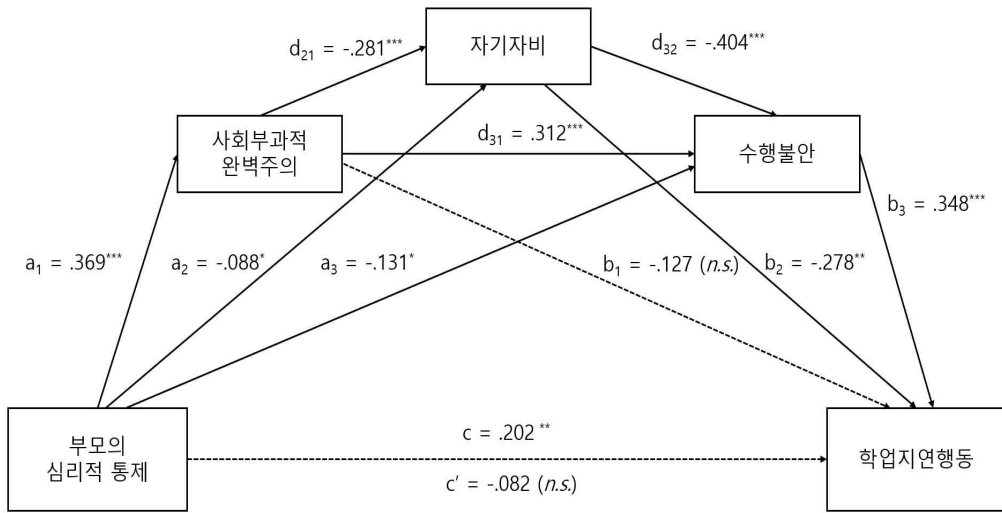 자기자비
d21 = -.281***
d32 = -.404***
사회부과적
완벽주의
d31 = .312***
수행불안
a1 = .369***
a2 = -.088*
a3 = -.131*
b1 = -.127 (n.s.)
b2 = -.278**
b3 = .348***
부모의
심리적 통제
c = .202 **
c' = -.082 (n.s.)
학업지연행동